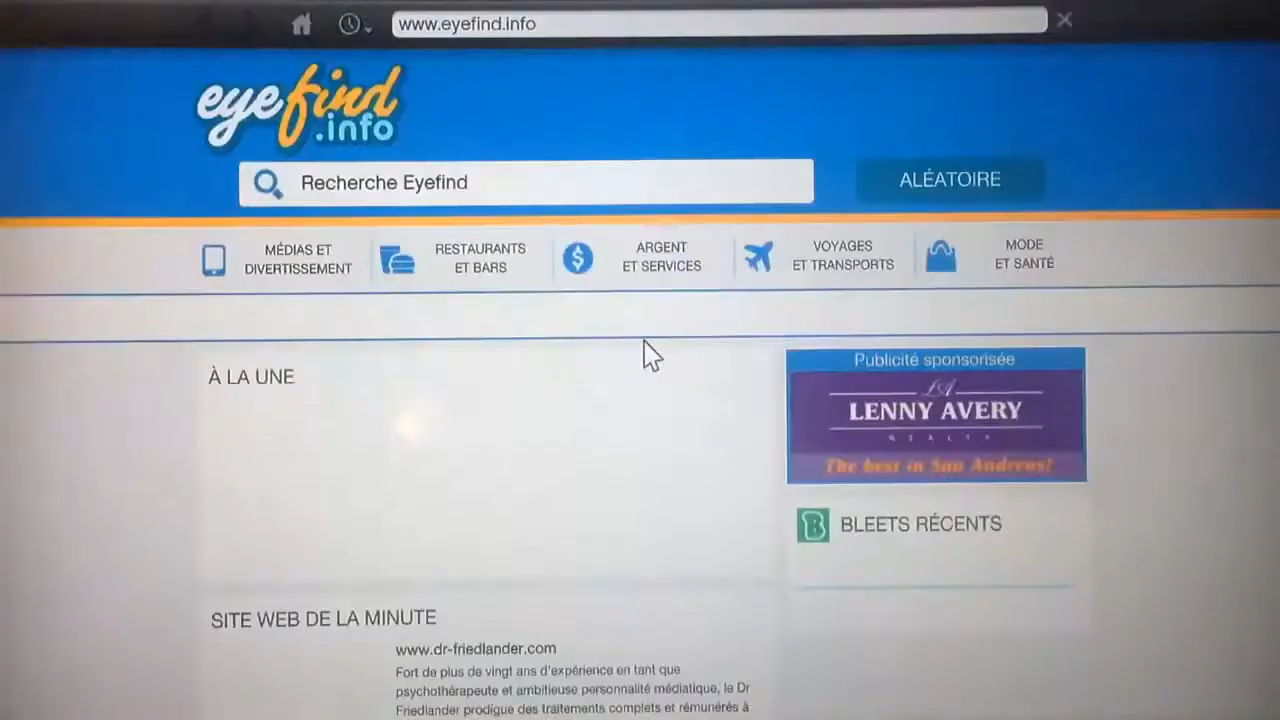 www.eyefind.info
eyefind
.info
Recherche Eyefind
ALÉATOIRE
MÉDIAS ET
DIVERTISSEMENT
RESTAURANTS
ET BARS
ARGENT
ET SERVICES
VOYAGES
ET TRANSPORTS
MODE
ET SANTÉ
À LA UNE
Publicité sponsorisée
LA
LENNY AVERY
REALTY
The best in San Andreas!
B BLEETS RÉCENTS
SITE WEB DE LA MINUTE
www.dr-friedlander.com
Fort de plus de vingt ans d'expérience en tant que
psychothérapeute et ambitieuse personnalité médiatique, le Dr
Friedlander prodigue des traitements complets et rémunérés à